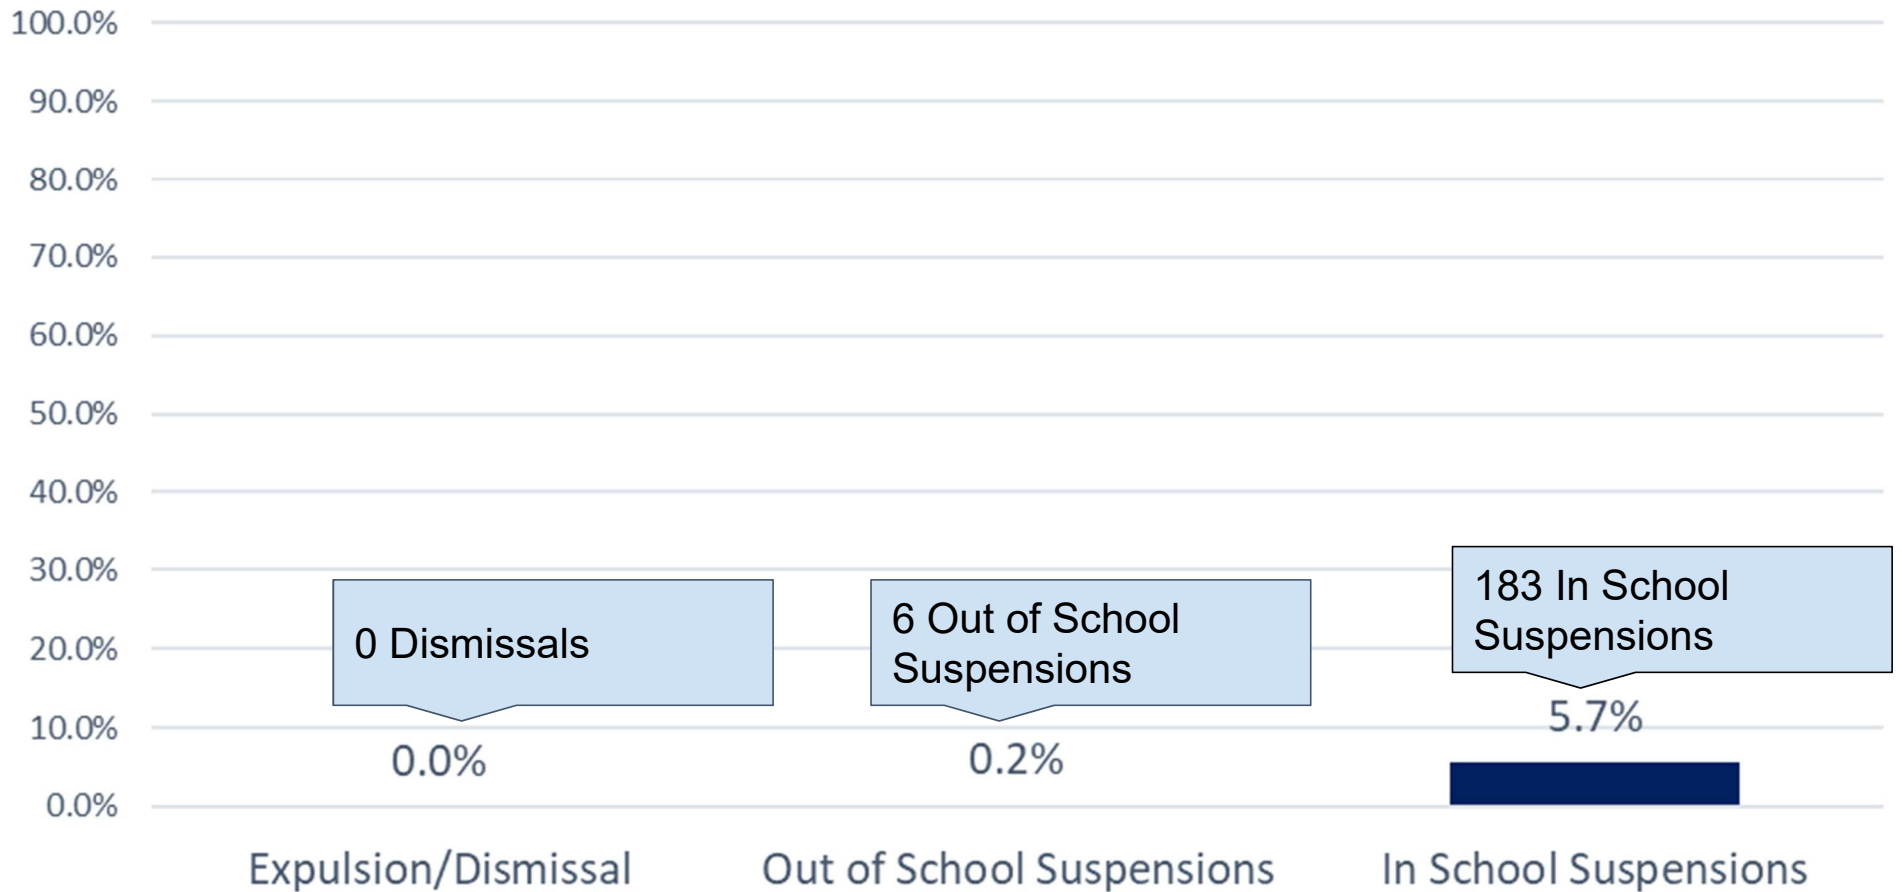 100.0%
90.0%
80.0%
70.0%
60.0%
50.0%
40.0%
30.0%
20.0%
10.0%
0.0%
0 Dismissals
6 Out of School
Suspensions
183 In School
Suspensions
0.0%
0.2%
5.7%
Expulsion/Dismissal
Out of School Suspensions
In School Suspensions